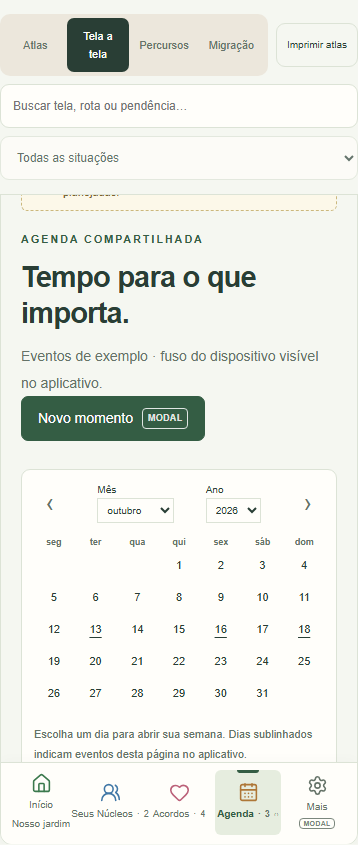 Atlas
Tela a
tela
Percursos
Migração
Imprimir atlas
Buscar tela, rota ou pendência…
Todas as situações
AGENDA COMPARTILHADA
Tempo para o que
importa.
Eventos de exemplo · fuso do dispositivo visível
no aplicativo.
Novo momento MODAL
Mês
Ano
‹ outubro 2026 ›
seg ter qua qui sex sáb dom
1 2 3 4
5 6 7 8 9 10 11
12 13 14 15 16 17 18
19 20 21 22 23 24 25
26 27 28 29 30 31
Escolha um dia para abrir sua semana. Dias sublinhados
indicam eventos desta página no aplicativo.
Início
Nosso jardim
Seus Núcleos · 2
Acordos · 4
Agenda · 3
Mais
MODAL